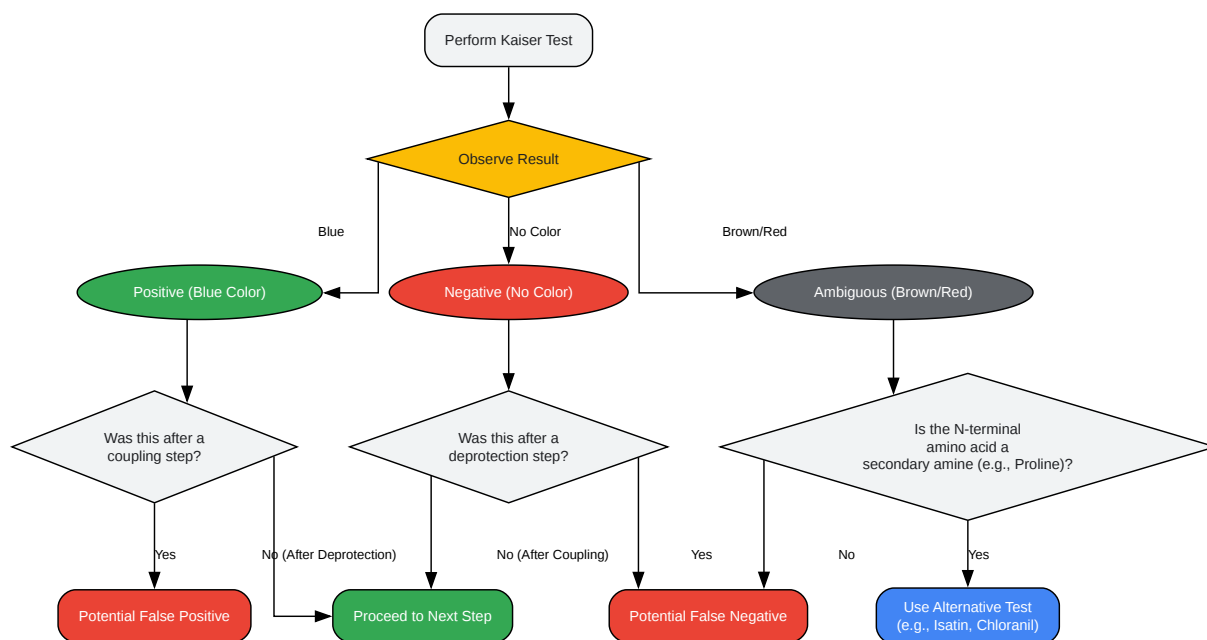 Perform Kaiser Test
Observe Result
Blue
No Color
Brown/Red
Positive (Blue Color)
Negative (No Color)
Ambiguous (Brown/Red)
Was this after a
coupling step?
Was this after a
deprotection step?
Is the N-terminal
amino acid a
secondary amine (e.g., Proline)?
Yes
No (After Deprotection)
No (After Coupling)
Yes
No
Yes
Potential False Positive
Proceed to Next Step
Potential False Negative
Use Alternative Test
(e.g., Isatin, Chloranil)